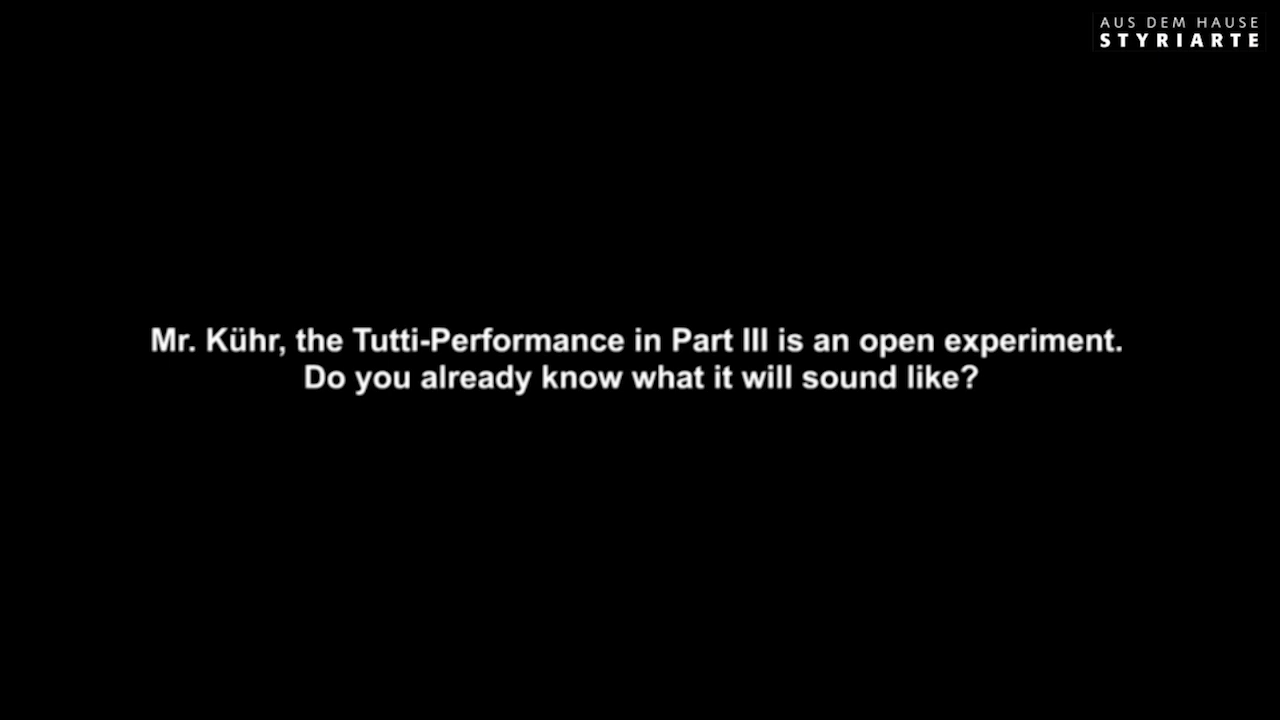 AUS DEM HAUSE
STYRIARTE
Mr. Kühr, the Tutti-Performance in Part III is an open experiment.
Do you already know what it will sound like?